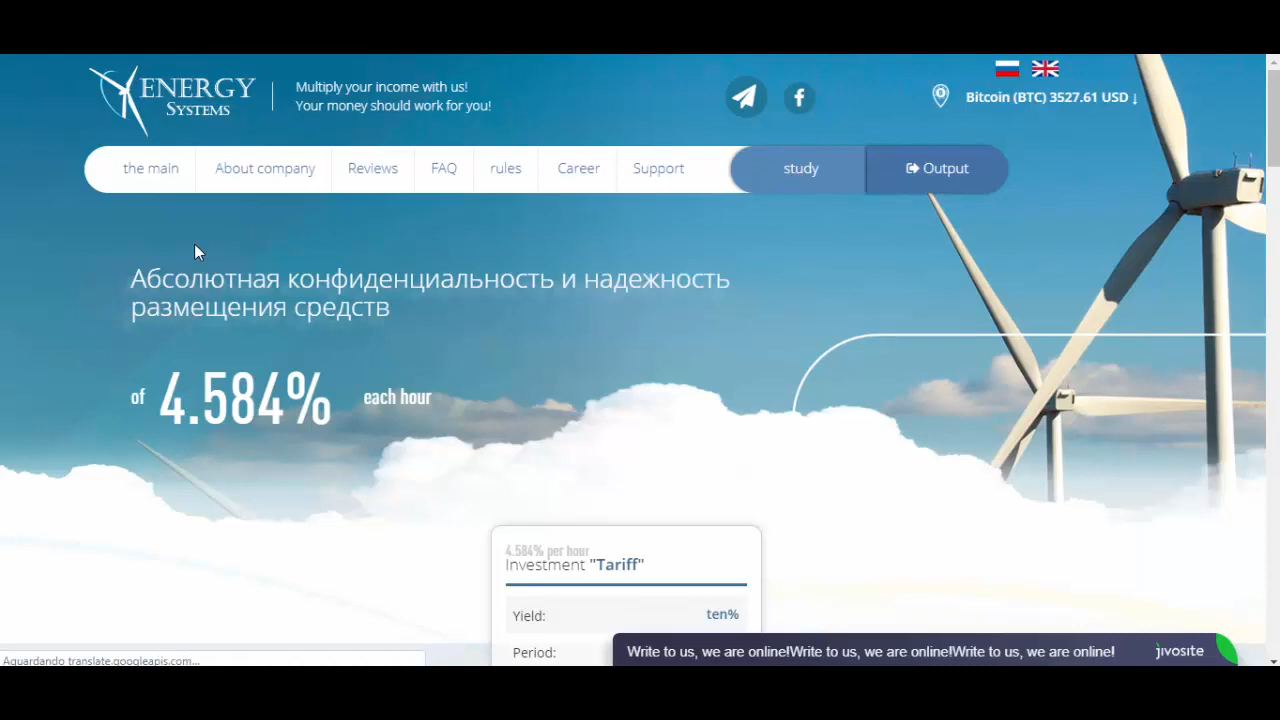 ENERGY
SYSTEMS
Multiply your income with us!
Your money should work for you!
Bitcoin (BTC) 3527.61 USD ↓
the main
About company
Reviews
FAQ
rules
Career
Support
study
Output
Абсолютная конфиденциальность и надежность
размещения средств
of 4.584% each hour
4.584% per hour
Investment "Tariff"
Yield: ten%
Period:
Write to us, we are online!Write to us, we are online!Write to us, we are online!
jivosite
Aguardando translate.googleapis.com...